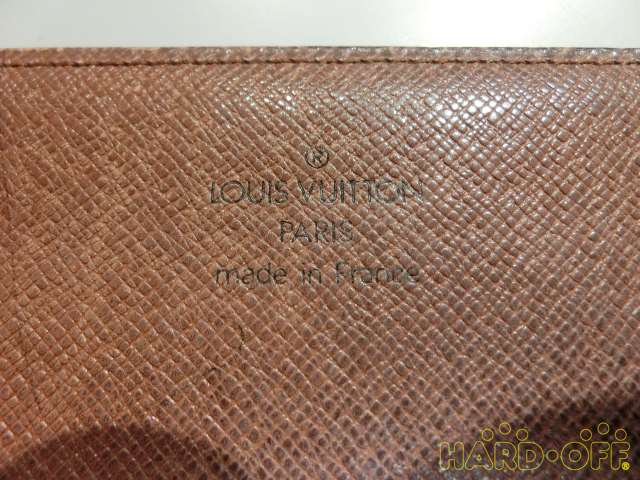 ®
LOUIS VUITTON
PARIS
made in France
HARD·OFF